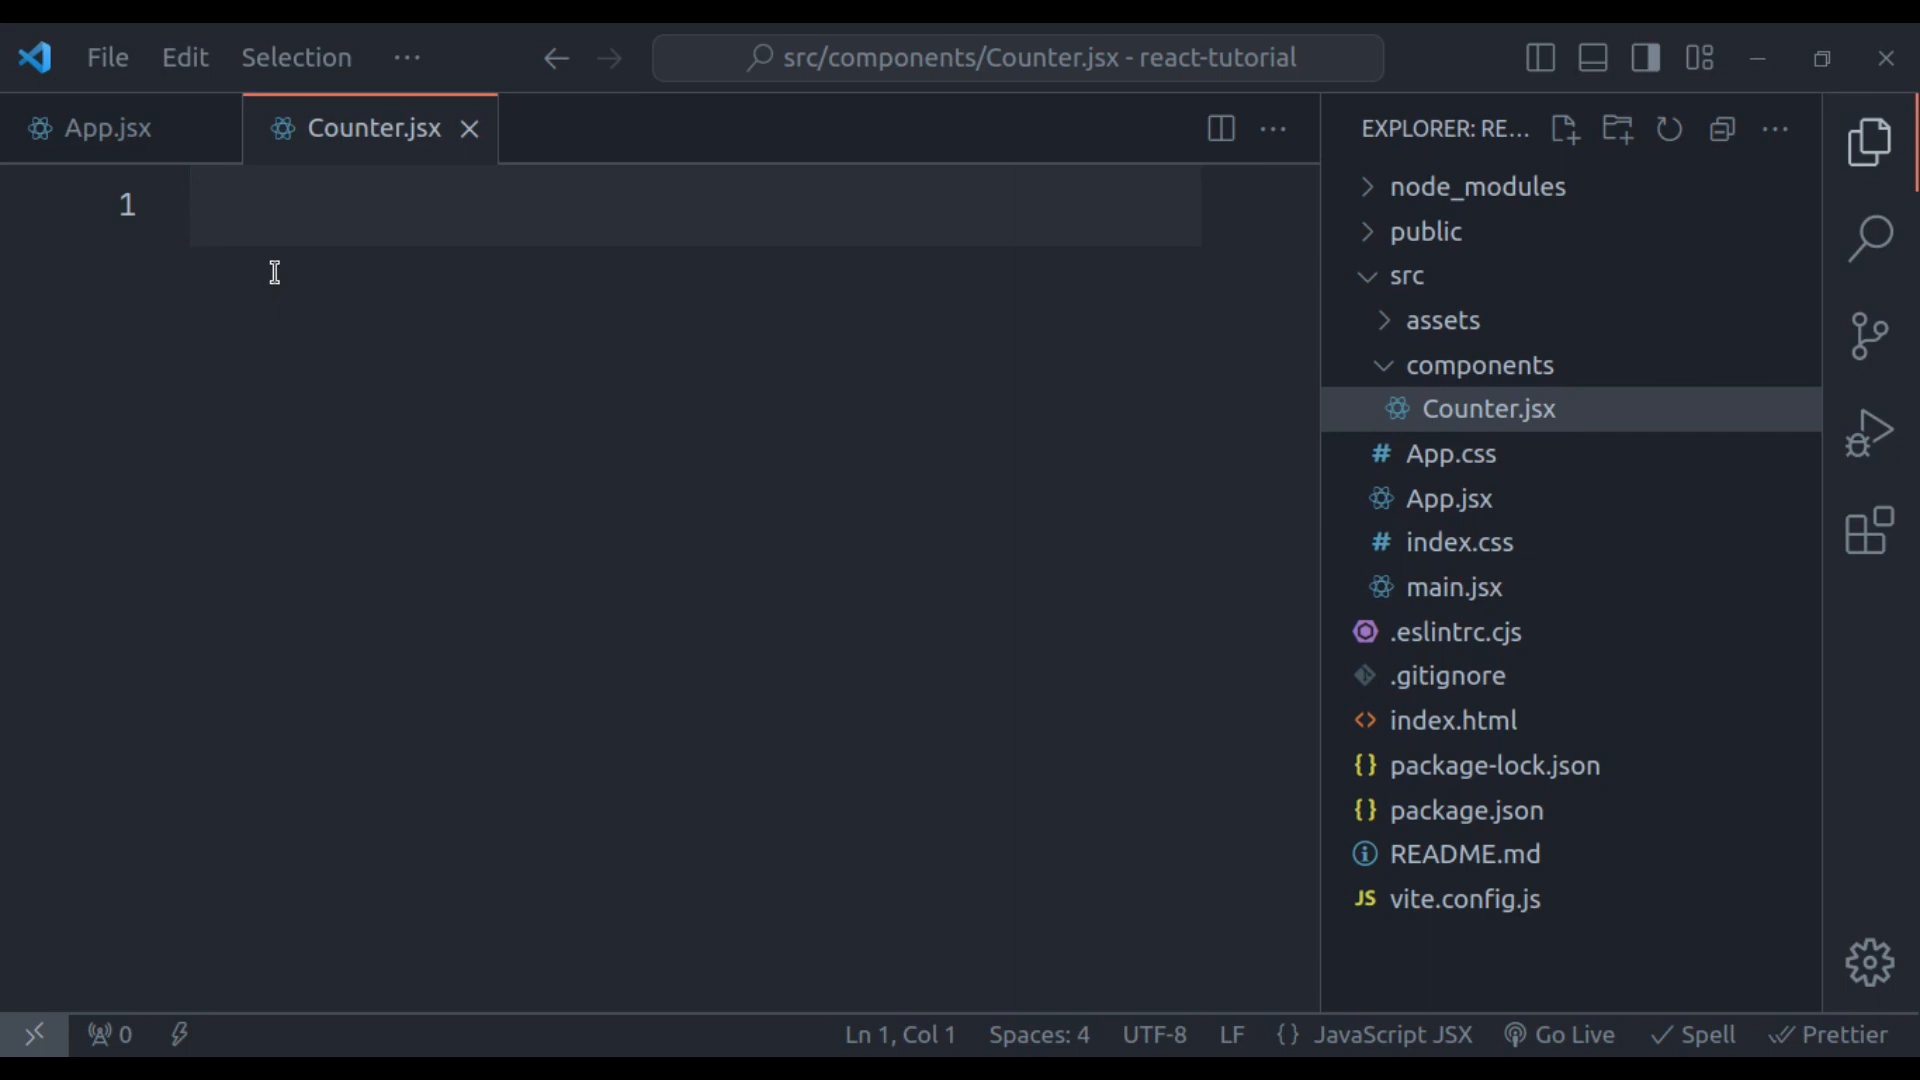 File Edit Selection ··· src/components/Counter.jsx - react-tutorial
App.jsx Counter.jsx
1
EXPLORER: RE...
node_modules
public
src
assets
components
Counter.jsx
# App.css
App.jsx
# index.css
main.jsx
.eslintrc.cjs
.gitignore
<> index.html
{} package-lock.json
{} package.json
README.md
JS vite.config.js
0 Ln 1, Col 1 Spaces: 4 UTF-8 LF {} JavaScript JSX Go Live Spell Prettier